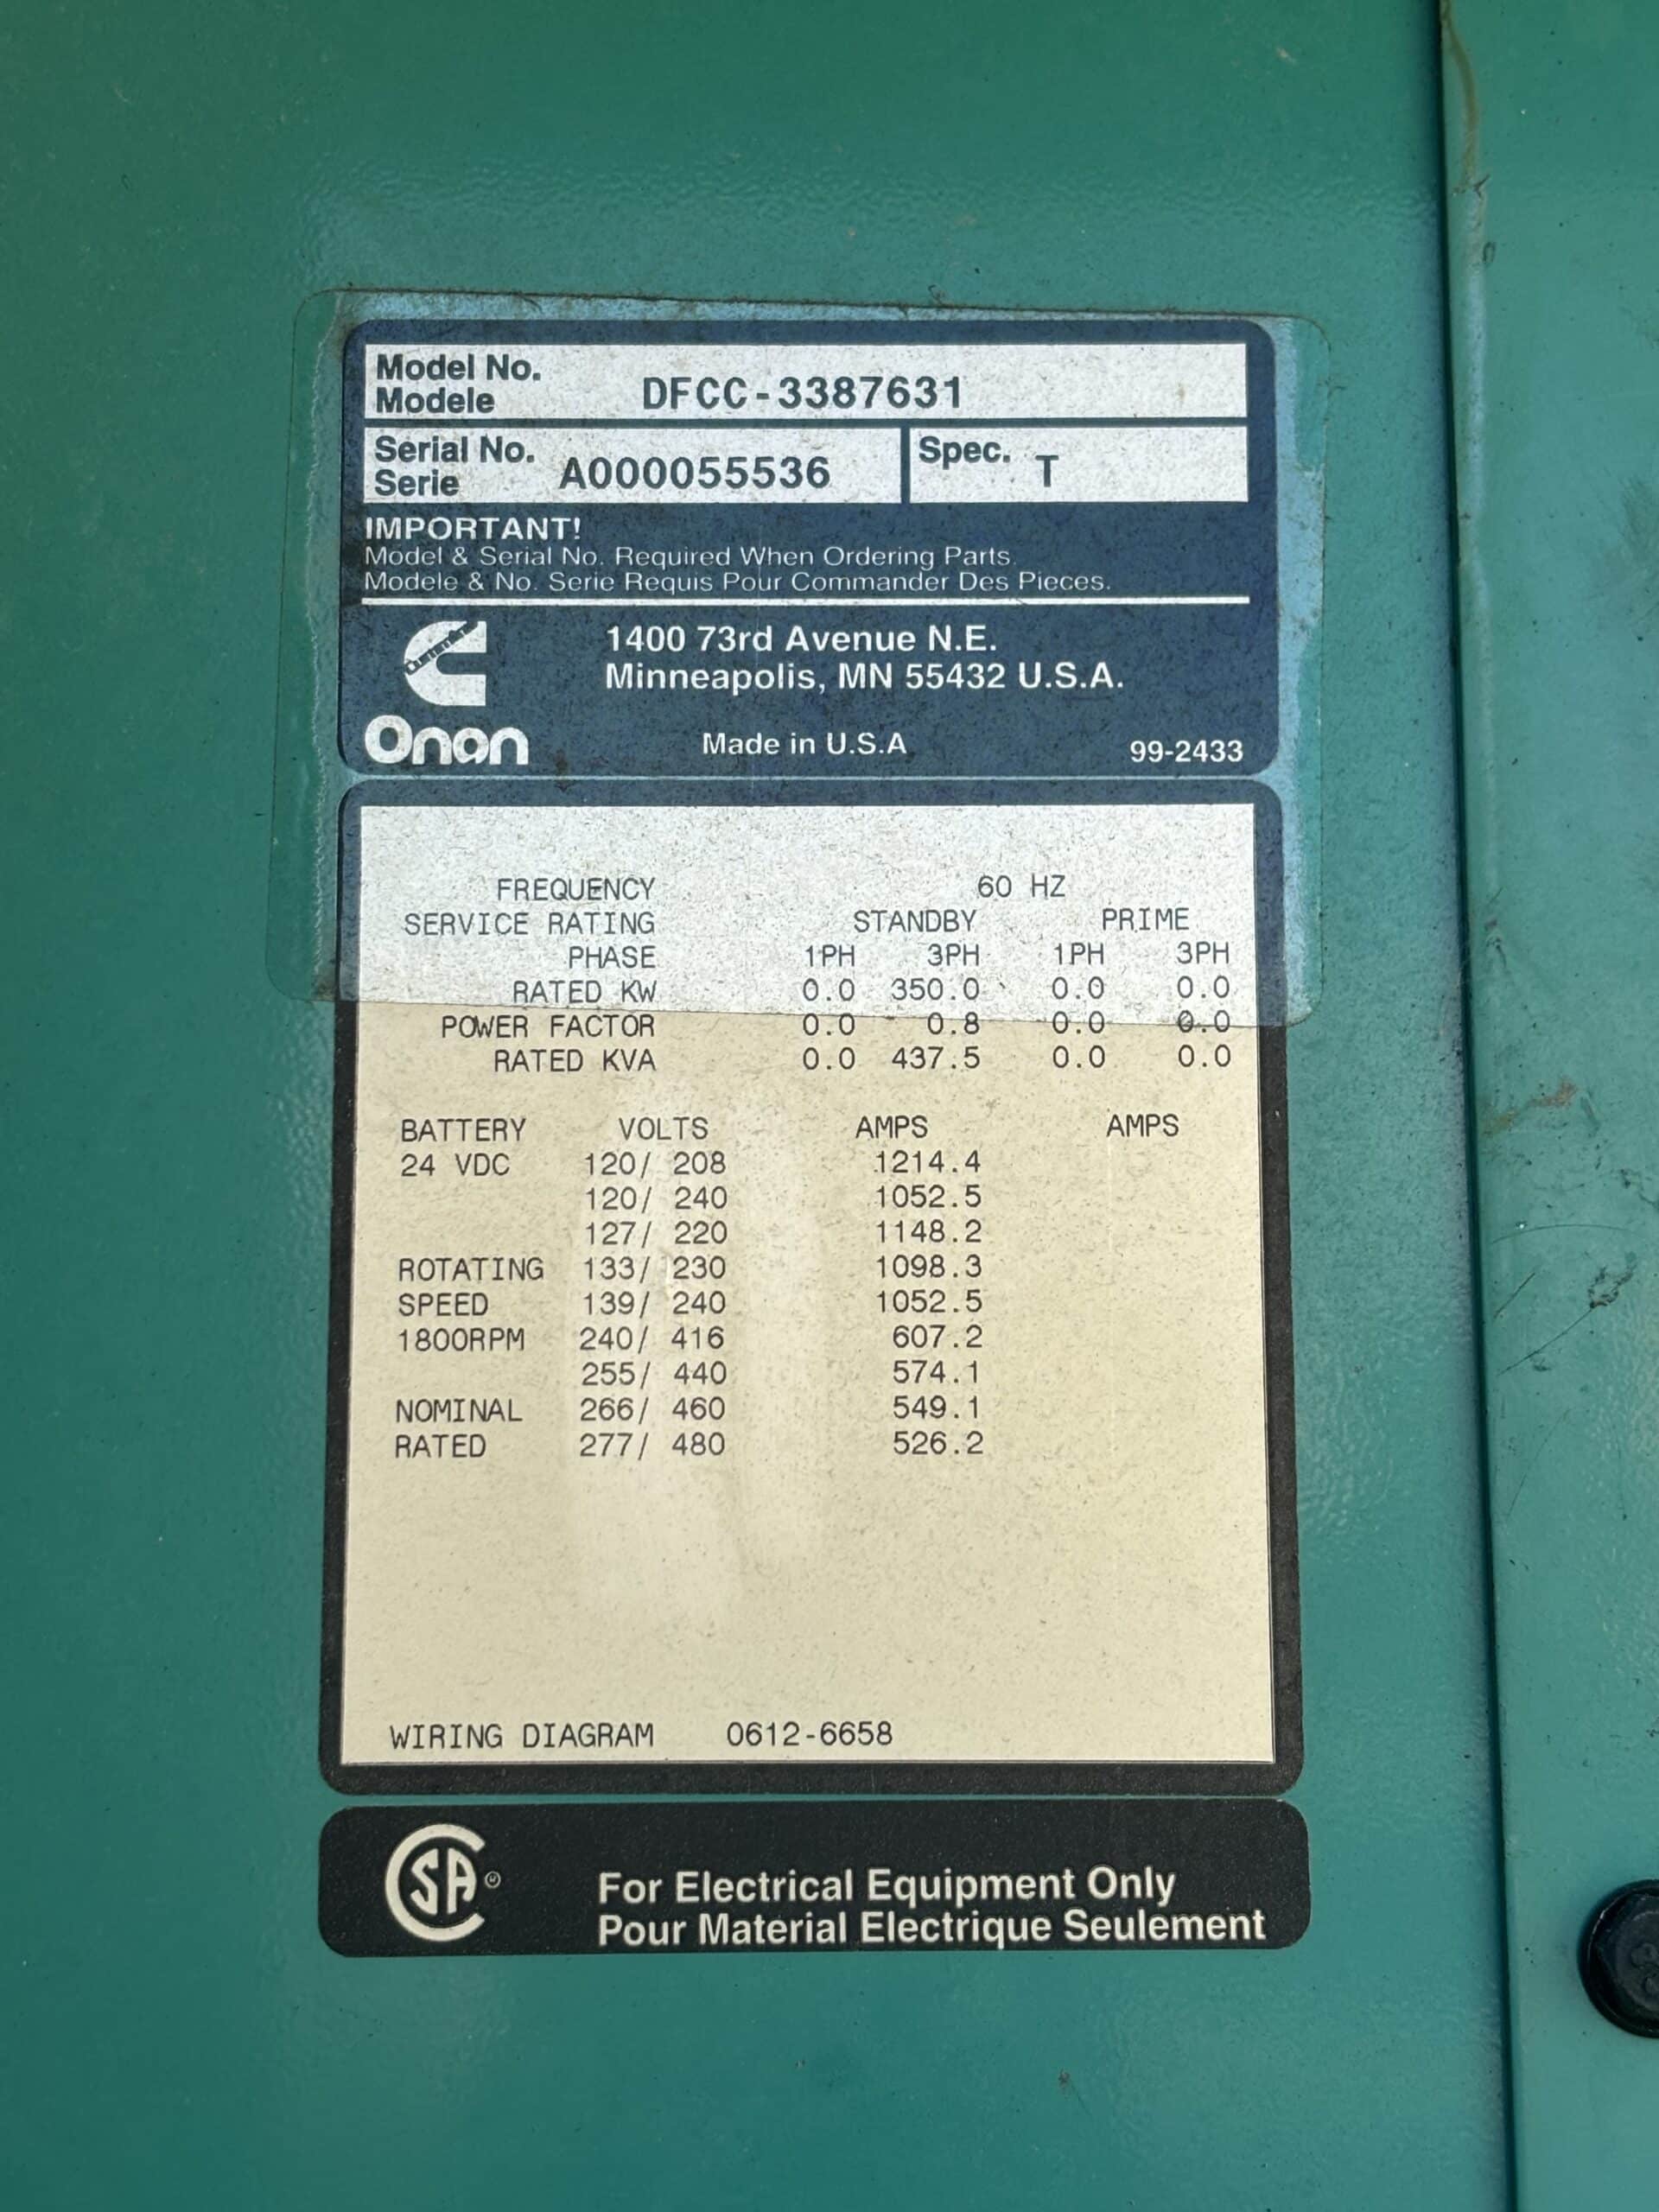 Model No. DFCC-3387631
Modele
Serial No. A000055536 Spec. T
Serie
IMPORTANT!
Model & Serial No. Required When Ordering Parts.
Modele & No. Serie Requis Pour Commander Des Pieces.
1400 73rd Avenue N.E.
Minneapolis, MN 55432 U.S.A.
Onan Made in U.S.A 99-2433
FREQUENCY 60 HZ
SERVICE RATING STANDBY PRIME
PHASE 1PH 3PH 1PH 3PH
RATED KW 0.0 350.0 0.0 0.0
POWER FACTOR 0.0 0.8 0.0 0.0
RATED KVA 0.0 437.5 0.0 0.0
BATTERY VOLTS AMPS AMPS
24 VDC 120/ 208 1214.4
120/ 240 1052.5
127/ 220 1148.2
ROTATING 133/ 230 1098.3
SPEED 139/ 240 1052.5
1800RPM 240/ 416 607.2
255/ 440 574.1
NOMINAL 266/ 460 549.1
RATED 277/ 480 526.2
WIRING DIAGRAM 0612-6658
CSA ®
For Electrical Equipment Only
Pour Material Electrique Seulement